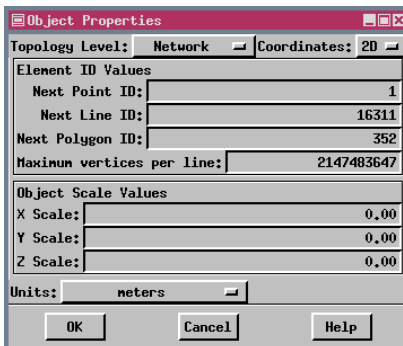 Object Properties
Topology Level: Network Coordinates: 2D
Element ID Values
Next Point ID: 1
Next Line ID: 16311
Next Polygon ID: 352
Maximum vertices per line: 2147483647
Object Scale Values
X Scale: 0.00
Y Scale: 0.00
Z Scale: 0.00
Units: meters
OK Cancel Help